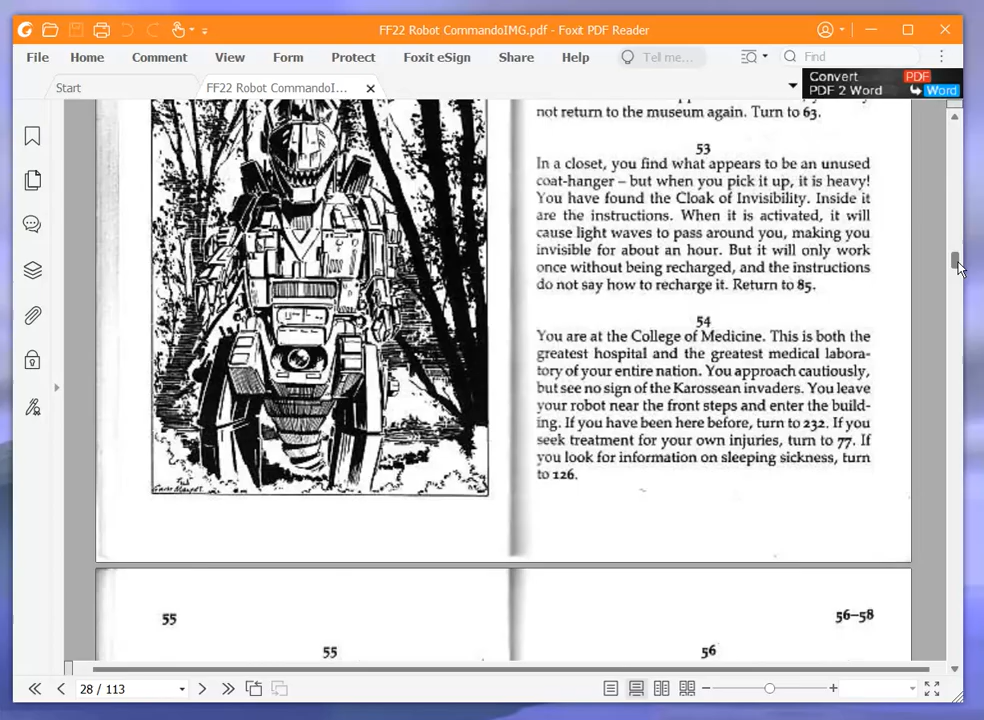 FF22 Robot CommandoIMG.pdf - Foxit PDF Reader
File Home Comment View Form Protect Foxit eSign Share Help Tell me... Find
Start FF22 Robot CommandoI... Convert PDF
PDF 2 Word Word
not return to the museum again. Turn to 63.
53
In a closet, you find what appears to be an unused
coat-hanger – but when you pick it up, it is heavy!
You have found the Cloak of Invisibility. Inside it
are the instructions. When it is activated, it will
cause light waves to pass around you, making you
invisible for about an hour. But it will only work
once without being recharged, and the instructions
do not say how to recharge it. Return to 85.
54
You are at the College of Medicine. This is both the
greatest hospital and the greatest medical labora-
tory of your entire nation. You approach cautiously,
but see no sign of the Karossean invaders. You leave
your robot near the front steps and enter the build-
ing. If you have been here before, turn to 232. If you
seek treatment for your own injuries, turn to 77. If
you look for information on sleeping sickness, turn
to 126.
55
56–58
55
56
28 / 113